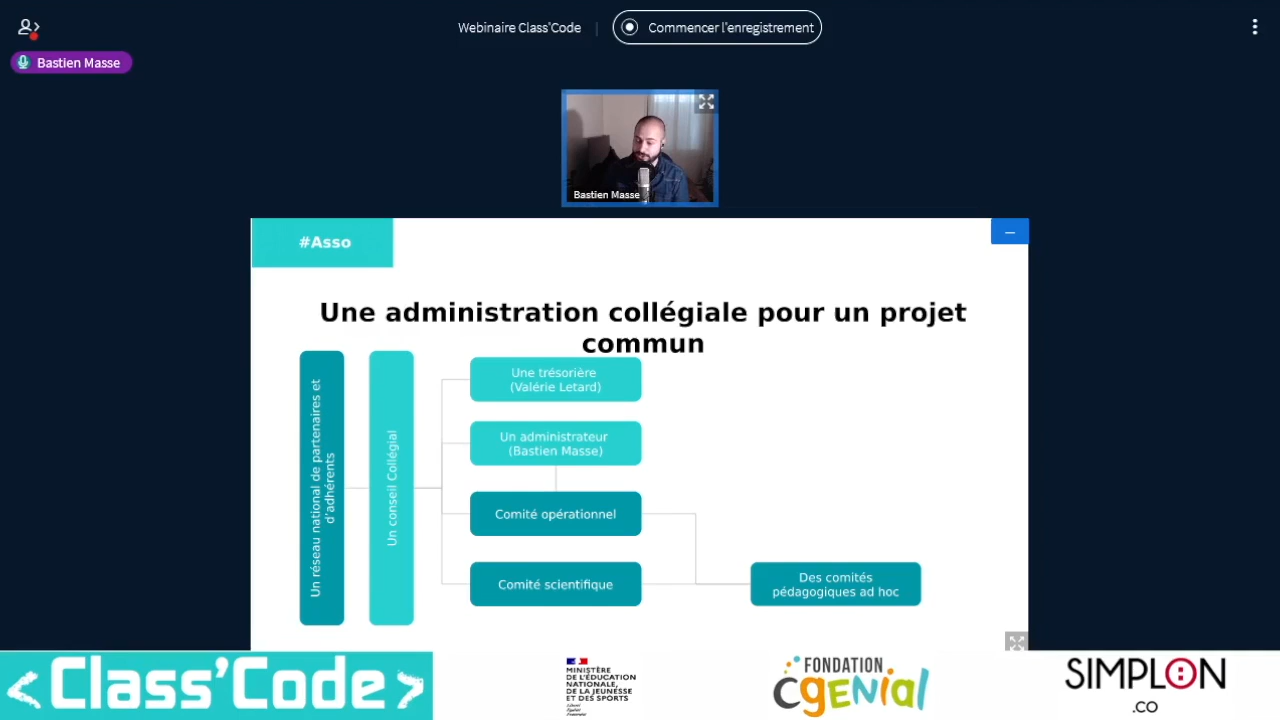 Webinaire Class'Code
Commencer l'enregistrement
Bastien Masse
Bastien Masse
#Asso
Une administration collégiale pour un projet
commun
Un réseau national de partenaires et
d'adhérents
Un conseil Collégial
Une trésorière
(Valérie Letard)
Un administrateur
(Bastien Masse)
Comité opérationnel
Comité scientifique
Des comités
pédagogiques ad hoc
<Class'Code>
MINISTÈRE
DE L'ÉDUCATION
NATIONALE,
DE LA JEUNESSE
ET DES SPORTS
Liberté
Égalité
Fraternité
FONDATION
CGENIAL
SIMPLON
.CO